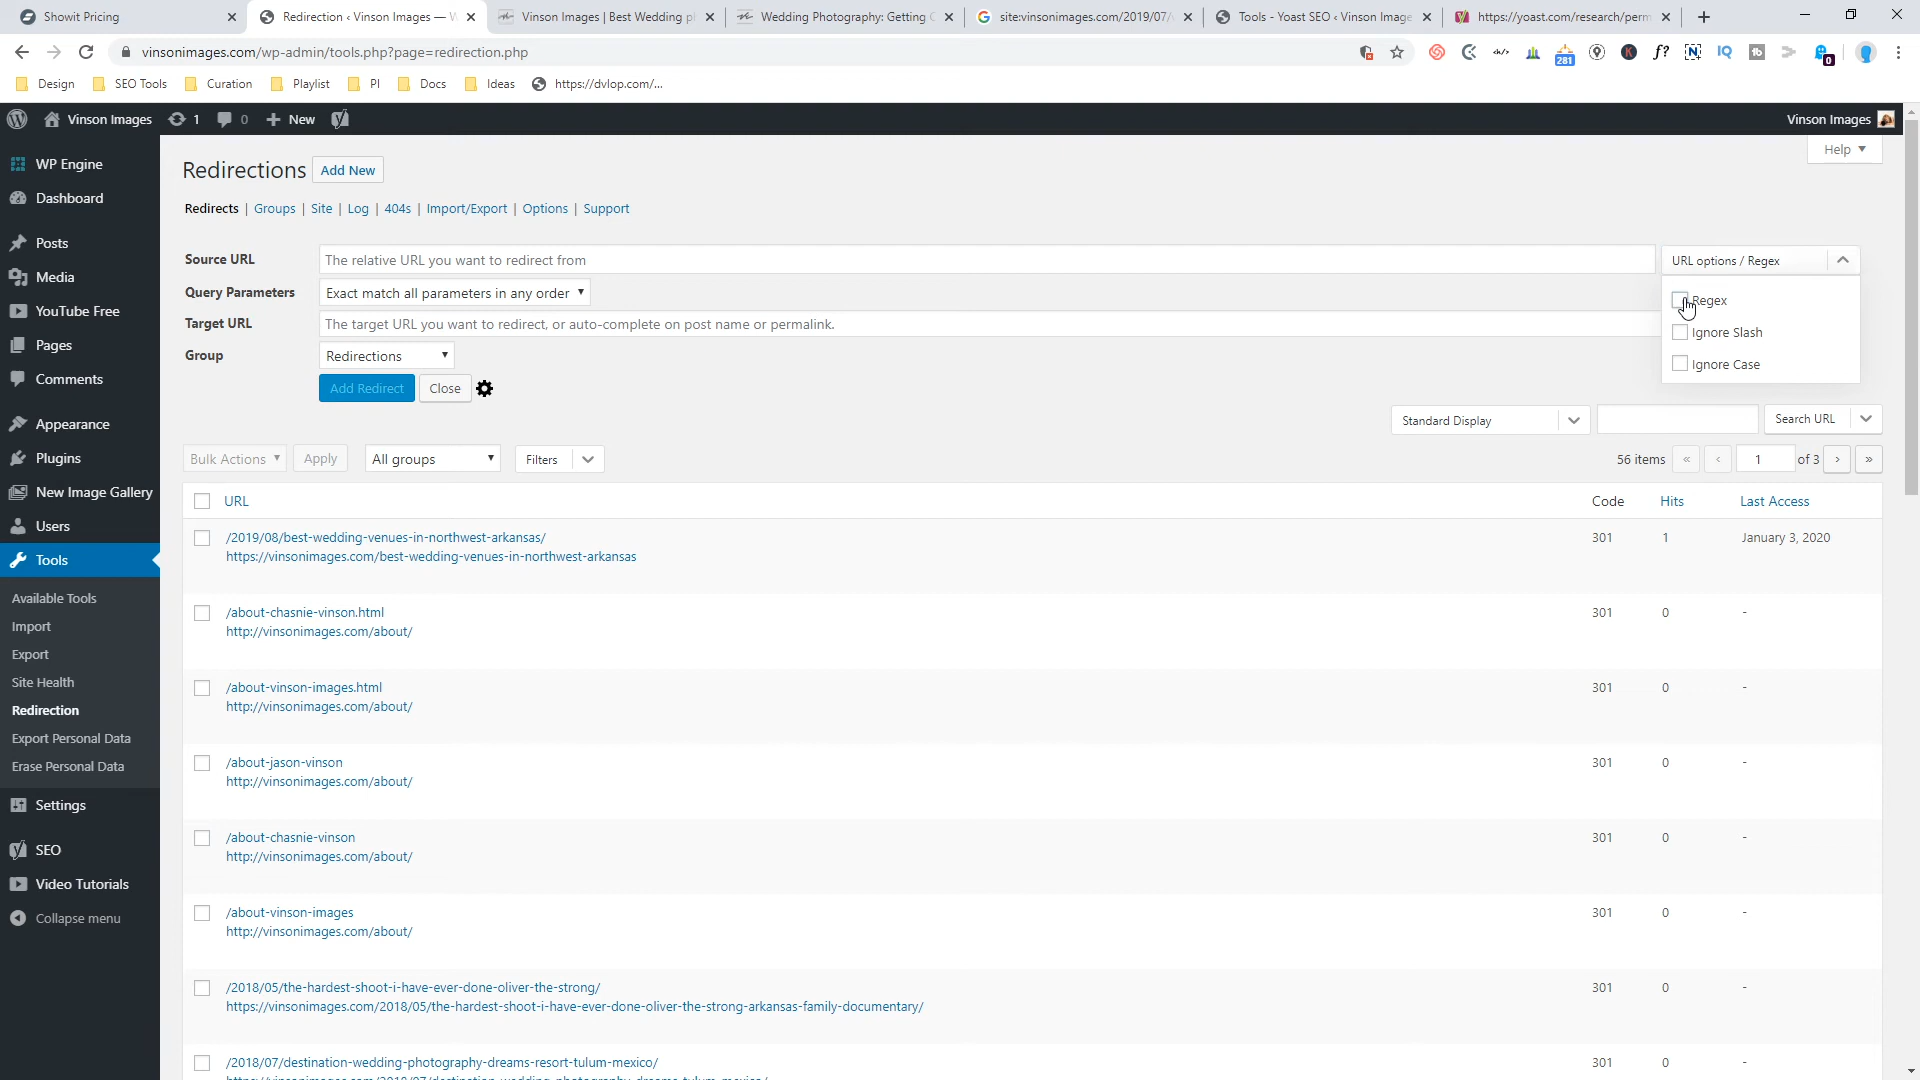 Showit Pricing
Redirection ‹ Vinson Images —
Vinson Images | Best Wedding p
Wedding Photography: Getting
site:vinsonimages.com/2019/07/
Tools - Yoast SEO ‹ Vinson Image
https://yoast.com/research/perm
vinsonimages.com/wp-admin/tools.php?page=redirection.php
281
0
Design
SEO Tools
Curation
Playlist
PI
Docs
Ideas
https://dvlop.com/...
Vinson Images
1
0
New
Vinson Images
WP Engine
Dashboard
Posts
Media
YouTube Free
Pages
Comments
Appearance
Plugins
New Image Gallery
Users
Tools
Available Tools
Import
Export
Site Health
Redirection
Export Personal Data
Erase Personal Data
Settings
SEO
Video Tutorials
Collapse menu
Redirections Add New
Help
Redirects | Groups | Site | Log | 404s | Import/Export | Options | Support
Source URL The relative URL you want to redirect from URL options / Regex
Query Parameters Exact match all parameters in any order
Target URL The target URL you want to redirect, or auto-complete on post name or permalink.
Group Redirections
Regex
Ignore Slash
Ignore Case
Add Redirect Close
Standard Display Search URL
Bulk Actions Apply All groups Filters 56 items « ‹ 1 of 3 › »
URL Code Hits Last Access
/2019/08/best-wedding-venues-in-northwest-arkansas/ 301 1 January 3, 2020
https://vinsonimages.com/best-wedding-venues-in-northwest-arkansas
/about-chasnie-vinson.html 301 0 -
http://vinsonimages.com/about/
/about-vinson-images.html 301 0 -
http://vinsonimages.com/about/
/about-jason-vinson 301 0 -
http://vinsonimages.com/about/
/about-chasnie-vinson 301 0 -
http://vinsonimages.com/about/
/about-vinson-images 301 0 -
http://vinsonimages.com/about/
/2018/05/the-hardest-shoot-i-have-ever-done-oliver-the-strong/ 301 0 -
https://vinsonimages.com/2018/05/the-hardest-shoot-i-have-ever-done-oliver-the-strong-arkansas-family-documentary/
/2018/07/destination-wedding-photography-dreams-resort-tulum-mexico/ 301 0 -